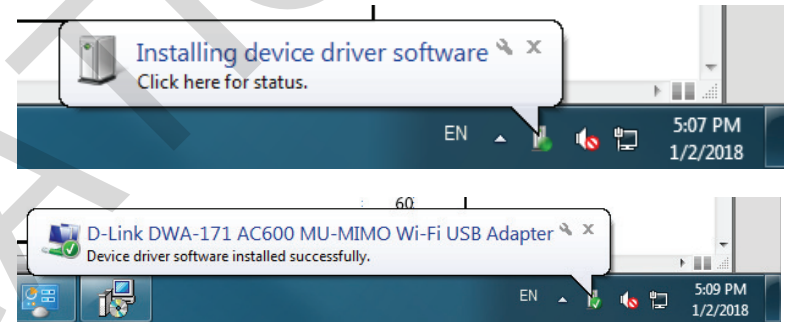 Installing device driver software
Click here for status.
EN
5:07 PM
1/2/2018
60
D-Link DWA-171 AC600 MU-MIMO Wi-Fi USB Adapter
Device driver software installed successfully.
EN
5:09 PM
1/2/2018